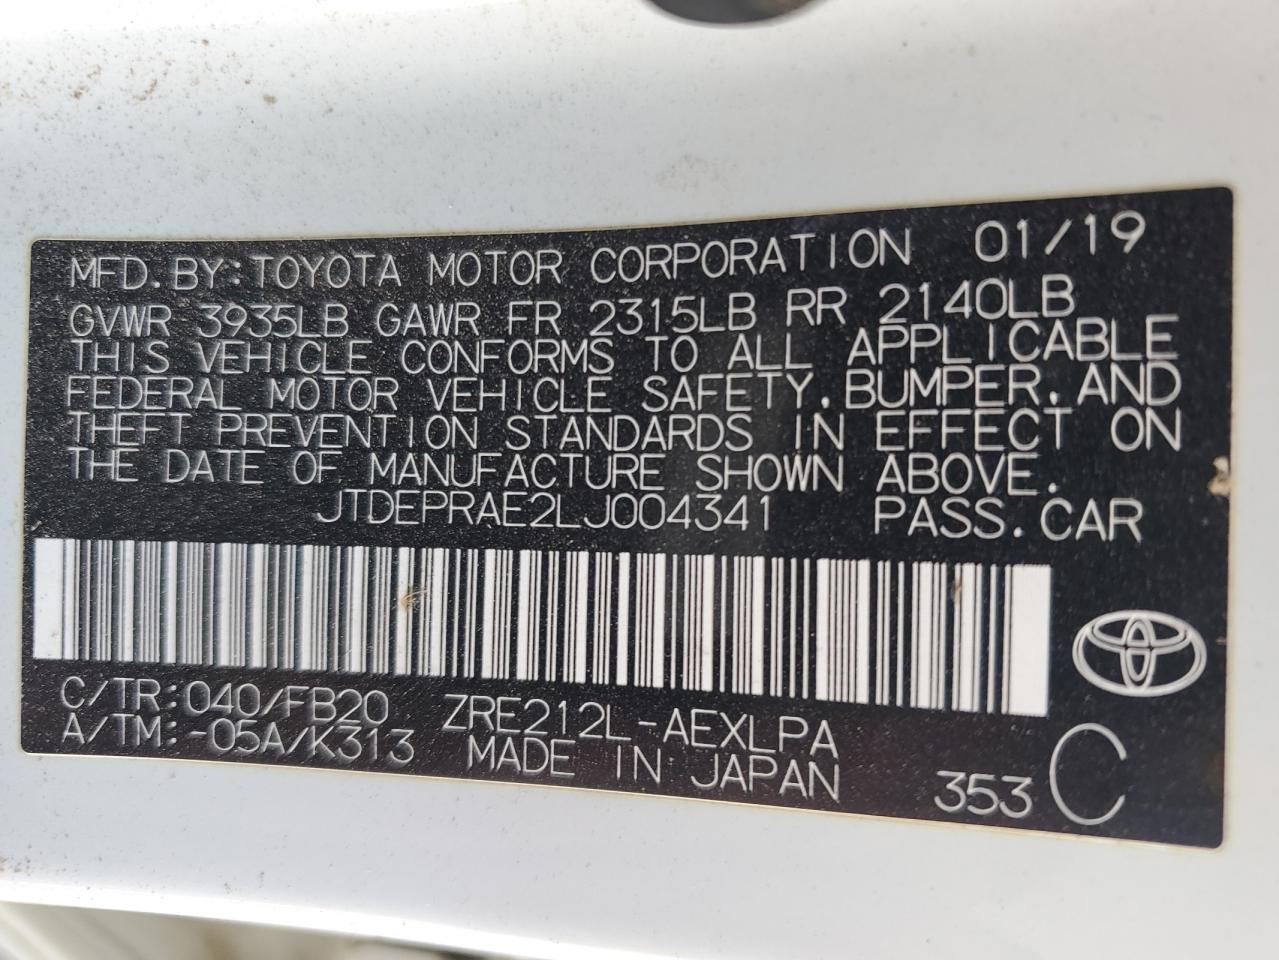 MFD. BY: TOYOTA MOTOR CORPORATION 01/19
GVWR 3935LB GAWR FR 2315LB RR 2140LB
THIS VEHICLE CONFORMS TO ALL APPLICABLE
FEDERAL MOTOR VEHICLE SAFETY, BUMPER, AND
THEFT PREVENTION STANDARDS IN EFFECT ON
THE DATE OF MANUFACTURE SHOWN ABOVE.
JTDEPRAE2LJ004341 PASS. CAR
C/TR: 040/FB20 ZRE212L-AEXLPA
A/TM: -05A/K313 MADE IN JAPAN 353 C